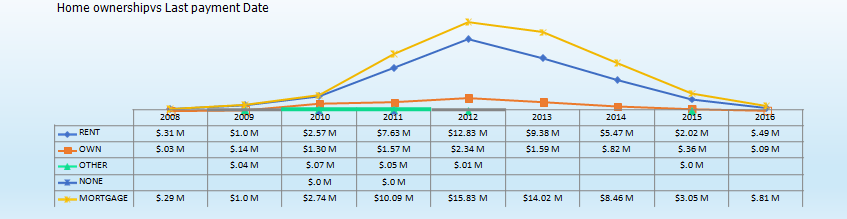 Home ownershipvs Last payment Date
2008 2009 2010 2011 2012 2013 2014 2015 2016
RENT $.31 M $1.0 M $2.57 M $7.63 M $12.83 M $9.38 M $5.47 M $2.02 M $.49 M
OWN $.03 M $.14 M $1.30 M $1.57 M $2.34 M $1.59 M $.82 M $.36 M $.09 M
OTHER $.04 M $.07 M $.05 M $.01 M $.0 M
NONE $.0 M $.0 M
MORTGAGE $.29 M $1.0 M $2.74 M $10.09 M $15.83 M $14.02 M $8.46 M $3.05 M $.81 M